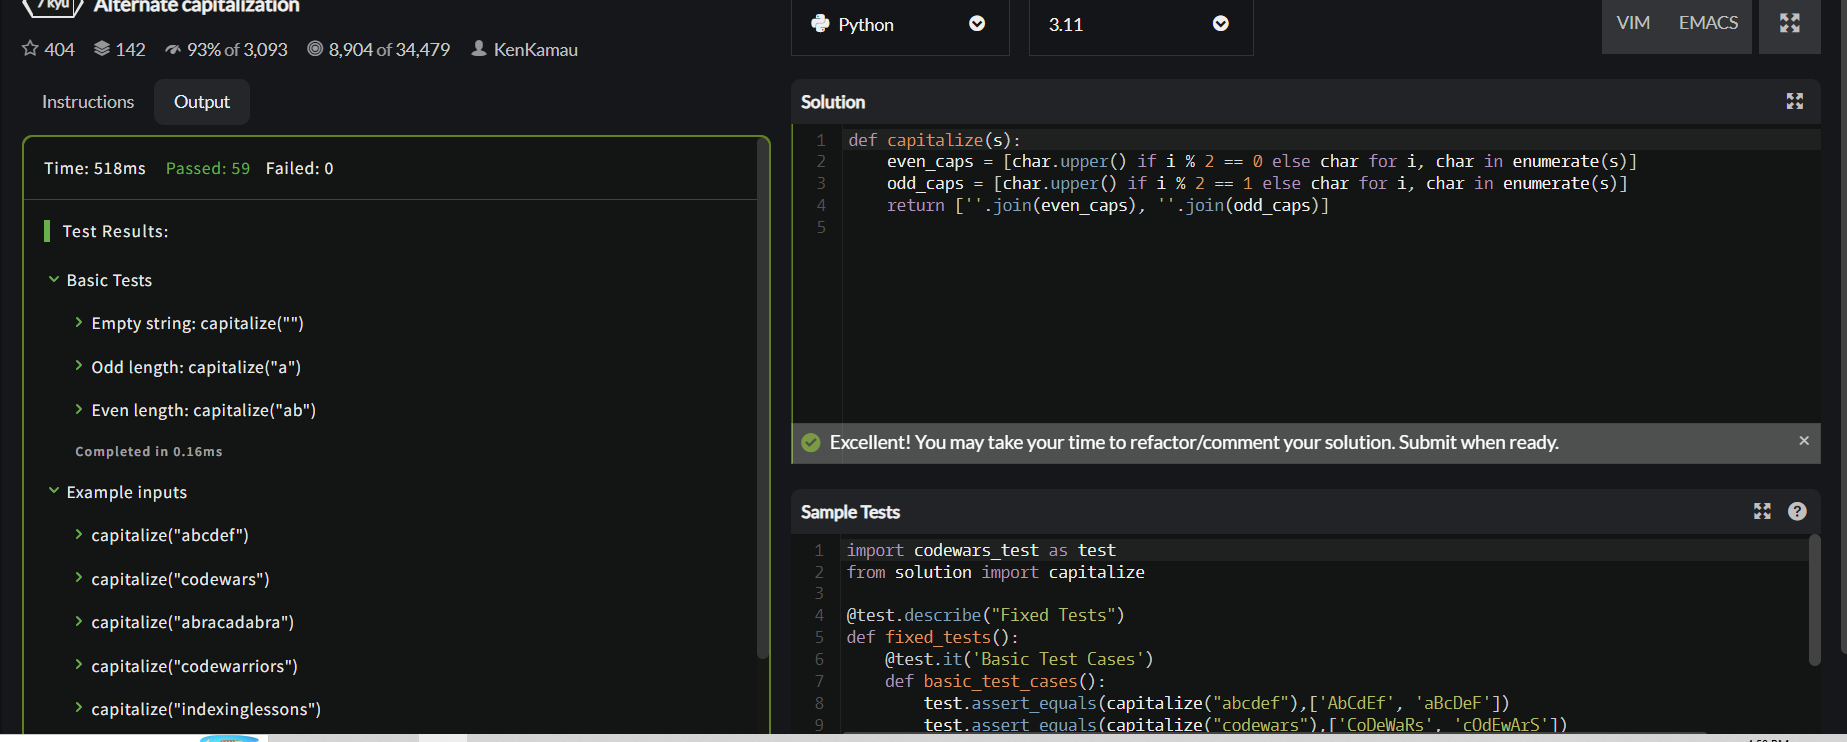 7 kyu Alternate capitalization
404 142 93% of 3,093 8,904 of 34,479 KenKamau
Instructions Output
Time: 518ms Passed: 59 Failed: 0
Test Results:
Basic Tests
Empty string: capitalize("")
Odd length: capitalize("a")
Even length: capitalize("ab")
Completed in 0.16ms
Example inputs
capitalize("abcdef")
capitalize("codewars")
capitalize("abracadabra")
capitalize("codewarriors")
capitalize("indexinglessons")
Python 3.11 VIM EMACS
Solution
1 def capitalize(s):
2 even_caps = [char.upper() if i % 2 == 0 else char for i, char in enumerate(s)]
3 odd_caps = [char.upper() if i % 2 == 1 else char for i, char in enumerate(s)]
4 return [''.join(even_caps), ''.join(odd_caps)]
5
Excellent! You may take your time to refactor/comment your solution. Submit when ready. ×
Sample Tests ?
1 import codewars_test as test
2 from solution import capitalize
3
4 @test.describe("Fixed Tests")
5 def fixed_tests():
6 @test.it('Basic Test Cases')
7 def basic_test_cases():
8 test.assert_equals(capitalize("abcdef"),['AbCdEf', 'aBcDeF'])
9 test.assert_equals(capitalize("codewars"),['CoDeWaRs', 'cOdEwArS'])